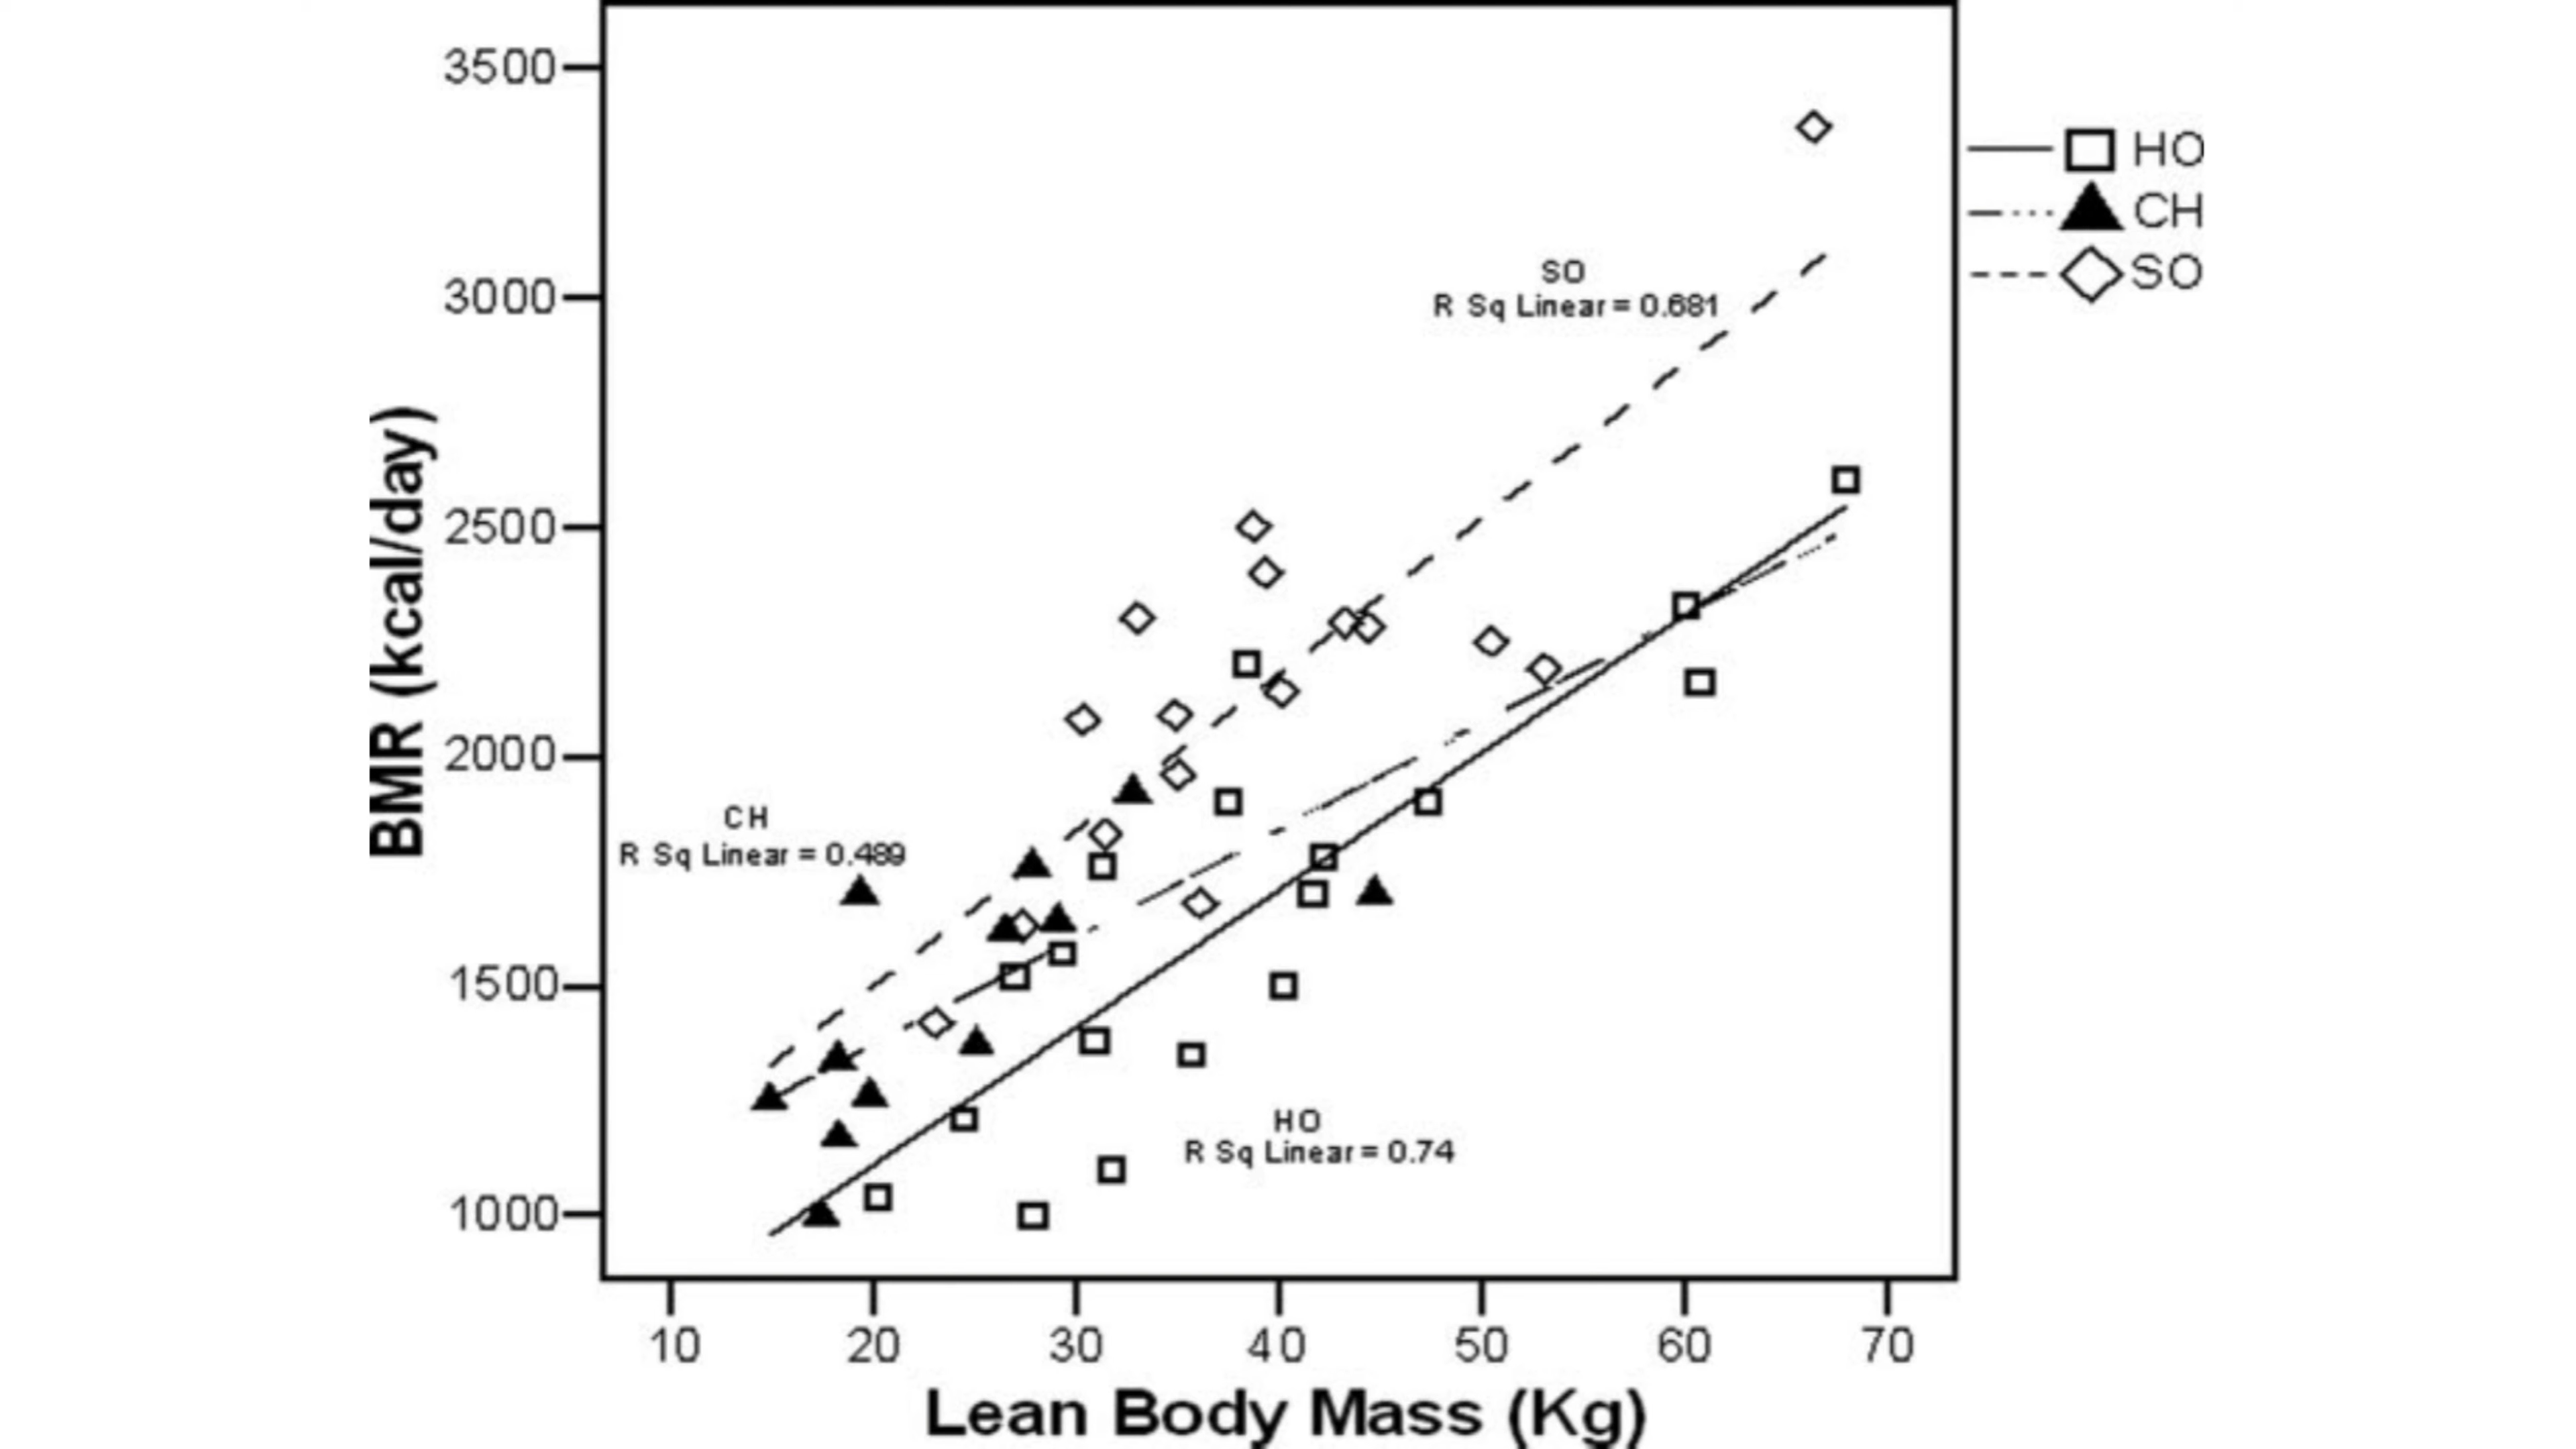 3500
3000
2500
2000
1500
1000
BMR (kcal/day)
10 20 30 40 50 60 70
Lean Body Mass (Kg)
SO
R Sq Linear = 0.681
CH
R Sq Linear = 0.489
HO
R Sq Linear = 0.74
HO
CH
SO